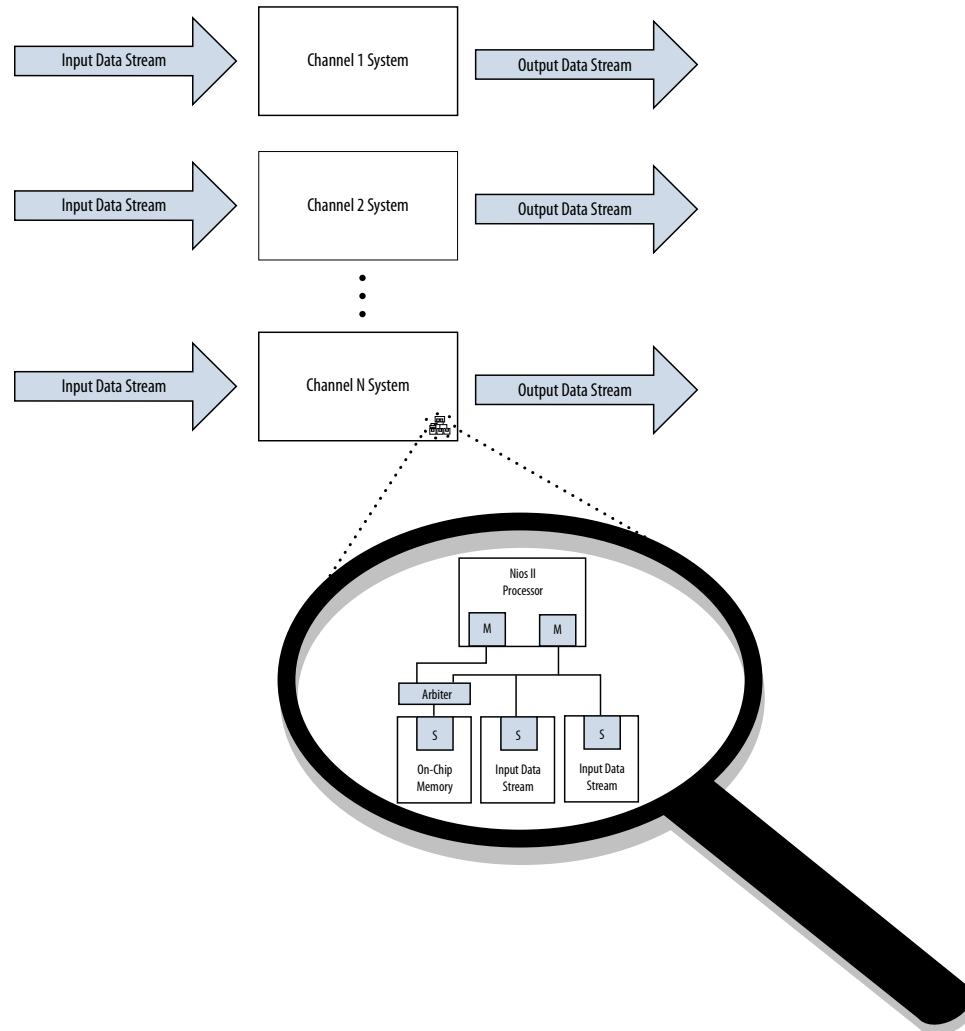 Input Data Stream
Channel 1 System
Output Data Stream
Input Data Stream
Channel 2 System
Output Data Stream
Input Data Stream
Channel N System
Output Data Stream
Nios II
Processor
M
M
Arbiter
S
S
S
On-Chip
Memory
Input Data
Stream
Input Data
Stream